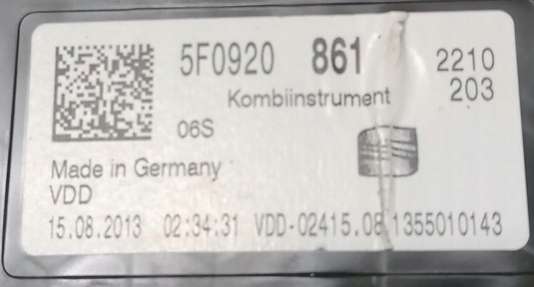 5F0920 861 2210
Kombiinstrument 203
06S
Made in Germany
VDD
15.08.2013 02:34:31 VDD-02415.08.1355010143